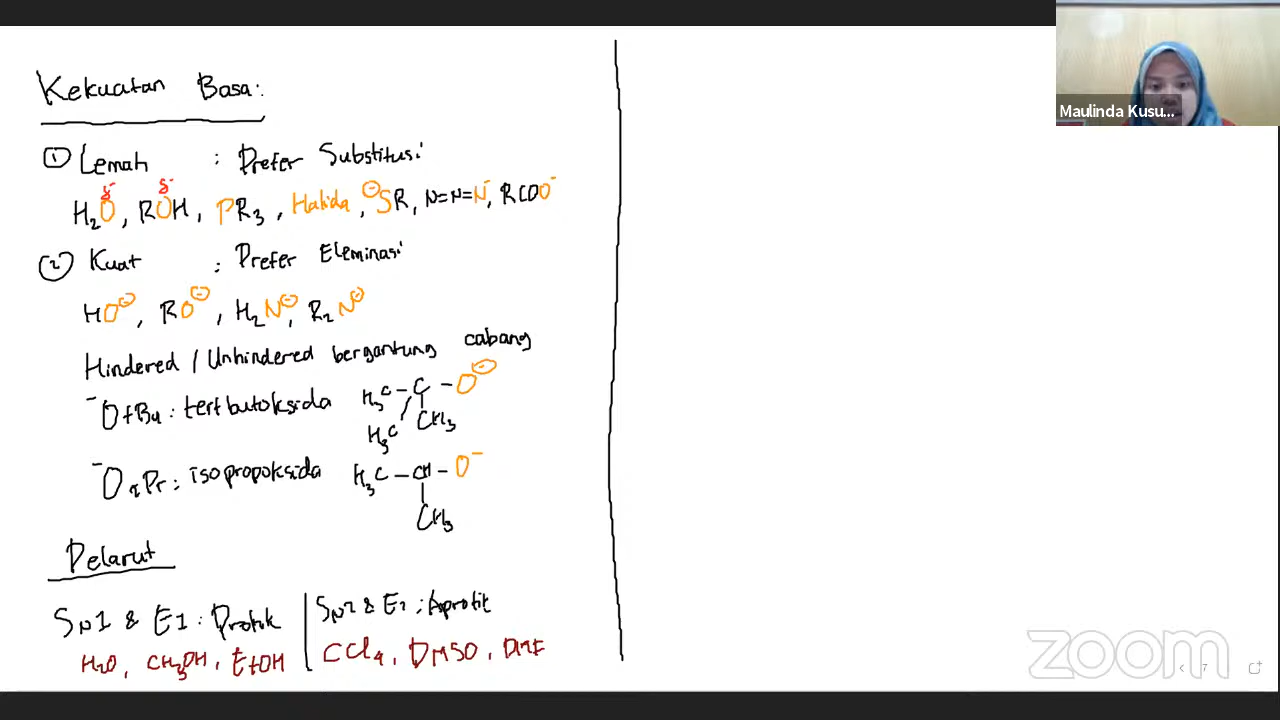 Kekuatan Basa:
① Lemah : Prefer Substitusi
H₂O^δ⁻, RO^δ⁻H, PR₃, Halida, ⁻SR, N=N=N⁻, RCOO⁻
② Kuat : Prefer Eleminasi
HO⁻, RO⁻, H₂N⁻, R₂N⁻
Hindered / Unhindered bergantung cabang
⁻OtBu : tertbutoksida H₃C – C – O⁻
H₃C CH₃
⁻OiPr : isopropoksida H₃C – CH – O⁻
CH₃
Pelarut
SN1 & E1 : Protik
H₂O, CH₃OH, EtOH
SN2 & E2 : Aprotik
CCl₄, DMSO, DMF
Maulinda Kusu...
zoom
7